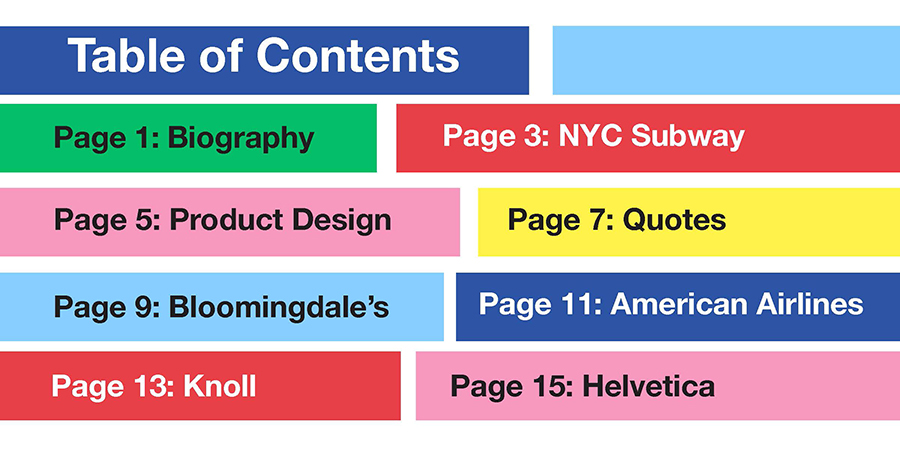 Table of Contents
Page 1: Biography
Page 3: NYC Subway
Page 5: Product Design
Page 7: Quotes
Page 9: Bloomingdale’s
Page 11: American Airlines
Page 13: Knoll
Page 15: Helvetica